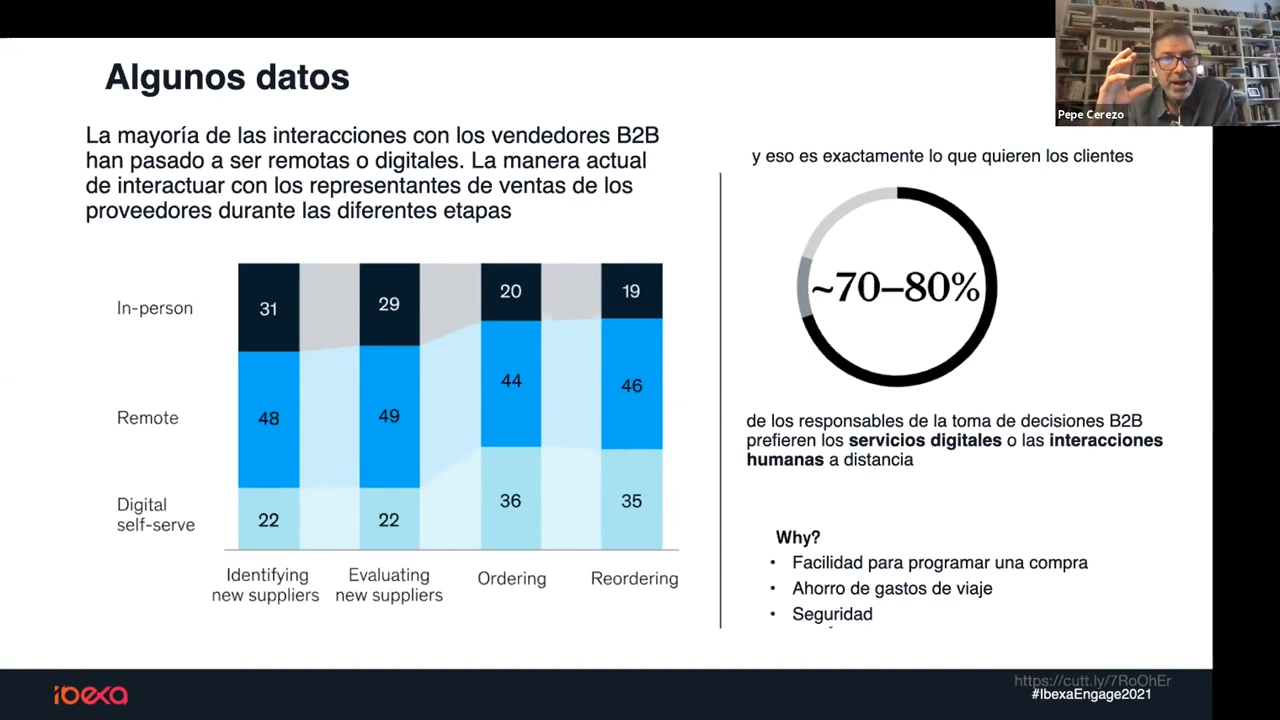 Algunos datos
Pepe Cerezo
La mayoría de las interacciones con los vendedores B2B
han pasado a ser remotas o digitales. La manera actual
de interactuar con los representantes de ventas de los
proveedores durante las diferentes etapas
In-person
31
29
20
19
Remote
48
49
44
46
Digital
self-serve
22
22
36
35
Identifying
new suppliers
Evaluating
new suppliers
Ordering
Reordering
y eso es exactamente lo que quieren los clientes
~70–80%
de los responsables de la toma de decisiones B2B
prefieren los servicios digitales o las interacciones
humanas a distancia
Why?
• Facilidad para programar una compra
• Ahorro de gastos de viaje
• Seguridad
ibexa
https://cutt.ly/7RoOhEr
#IbexaEngage2021